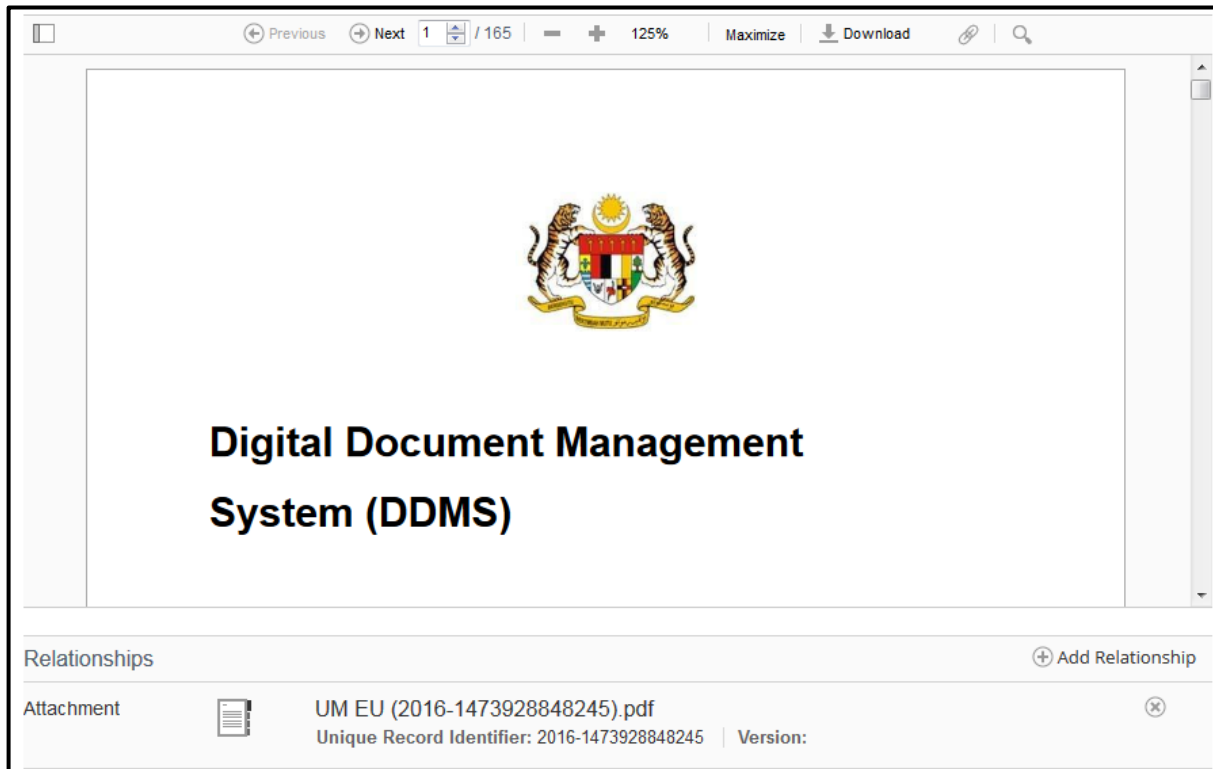 Previous Next 1 / 165 125% Maximize Download
Digital Document Management
System (DDMS)
Relationships Add Relationship
Attachment UM EU (2016-1473928848245).pdf
Unique Record Identifier: 2016-1473928848245 Version: